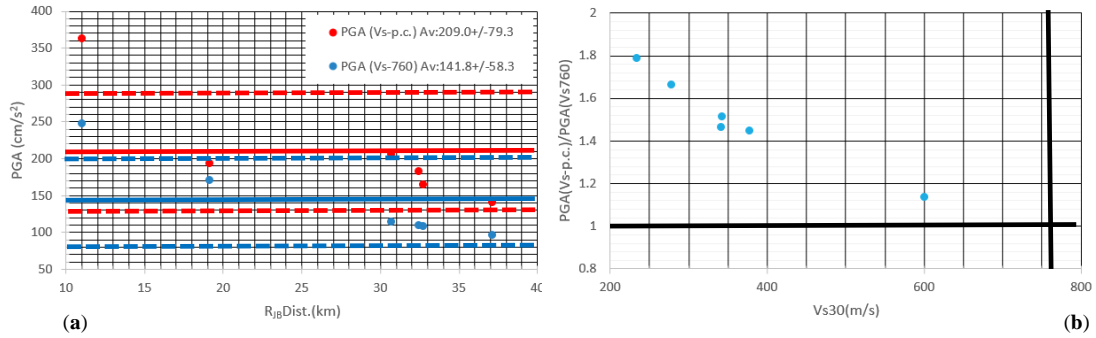 400
350
300
250
200
150
100
50
PGA (cm/s²)
PGA (Vs-p.c.) Av:209.0+/-79.3
PGA (Vs-760) Av:141.8+/-58.3
10 15 20 25 30 35 40
R_JB Dist.(km)
(a)
2
1.8
1.6
1.4
1.2
1
0.8
PGA(Vs-p.c.)/PGA(Vs760)
200 400 600 800
Vs30(m/s)
(b)